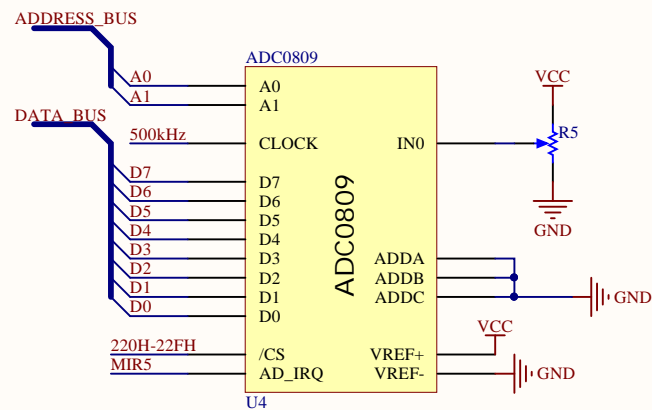 ADDRESS_BUS
ADC0809
A0
A0
A1
A1
VCC
R5
DATA_BUS
500kHz
CLOCK
IN0
D7
D7
D6
D6
D5
D5
D4
D4
D3
D3
D2
D2
D1
D1
D0
D0
ADC0809
GND
ADDA
ADDB
ADDC
GND
VCC
220H-22FH
/CS
VREF+
MIR5
AD_IRQ
VREF-
GND
U4